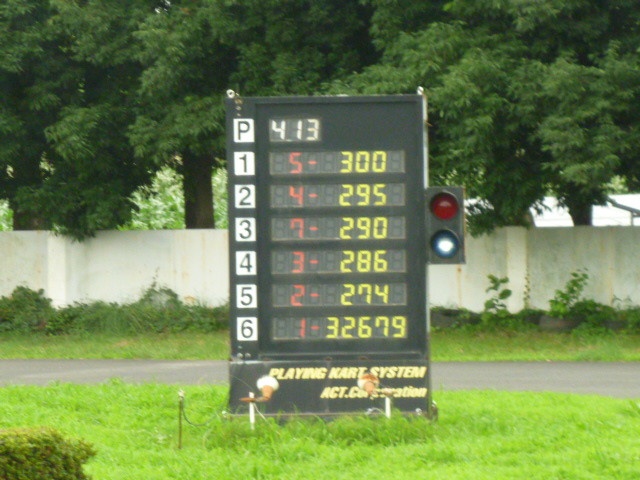 P 4.13
1 5- 300
2 4- 295
3 7- 290
4 3- 286
5 2- 274
6 1- 32679
PLAYING KART SYSTEM
ACT.Corporation